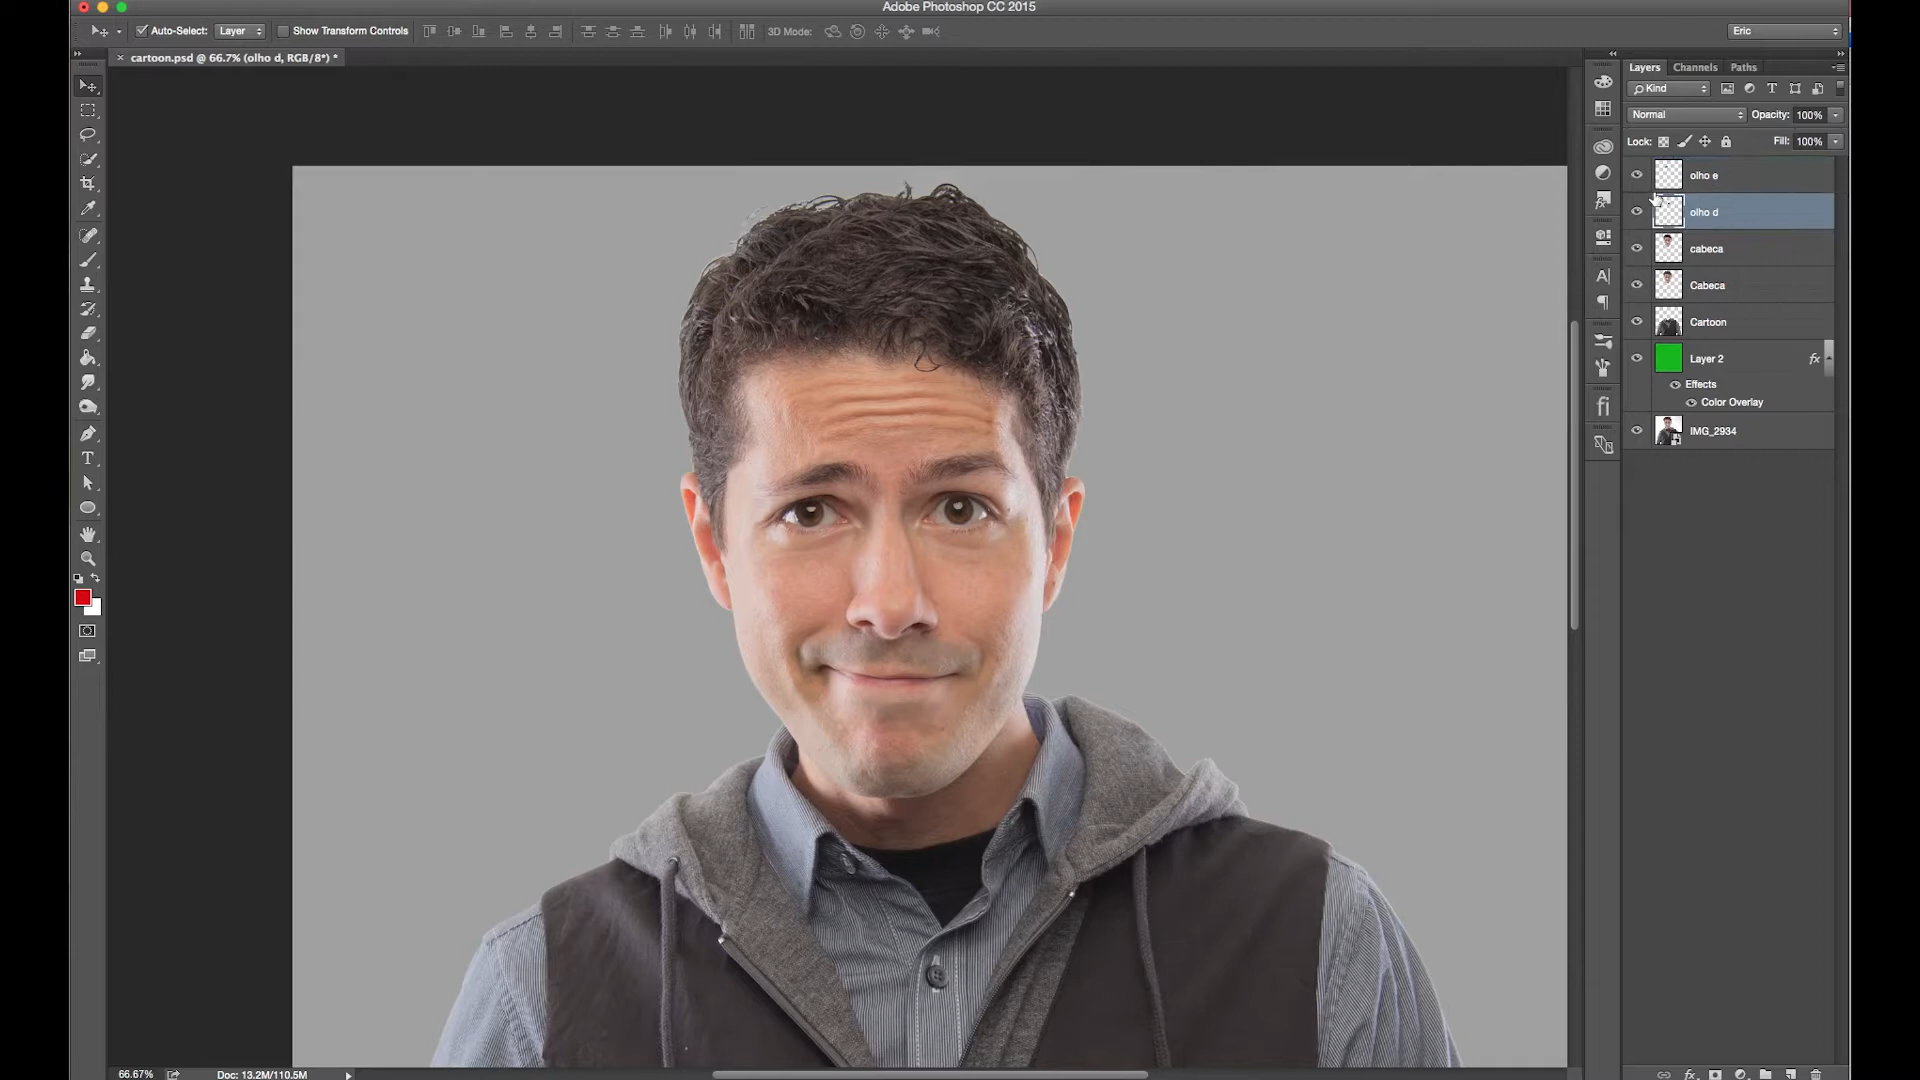 Adobe Photoshop CC 2015
Auto-Select: Layer Show Transform Controls 3D Mode: Eric
× cartoon.psd @ 66.7% (olho d, RGB/8*) *
Layers Channels Paths
Kind
Normal Opacity: 100%
Lock: Fill: 100%
olho e
olho d
cabeca
Cabeca
Cartoon
Layer 2 fx
Effects
Color Overlay
IMG_2934
66.67% Doc: 13.2M/110.5M